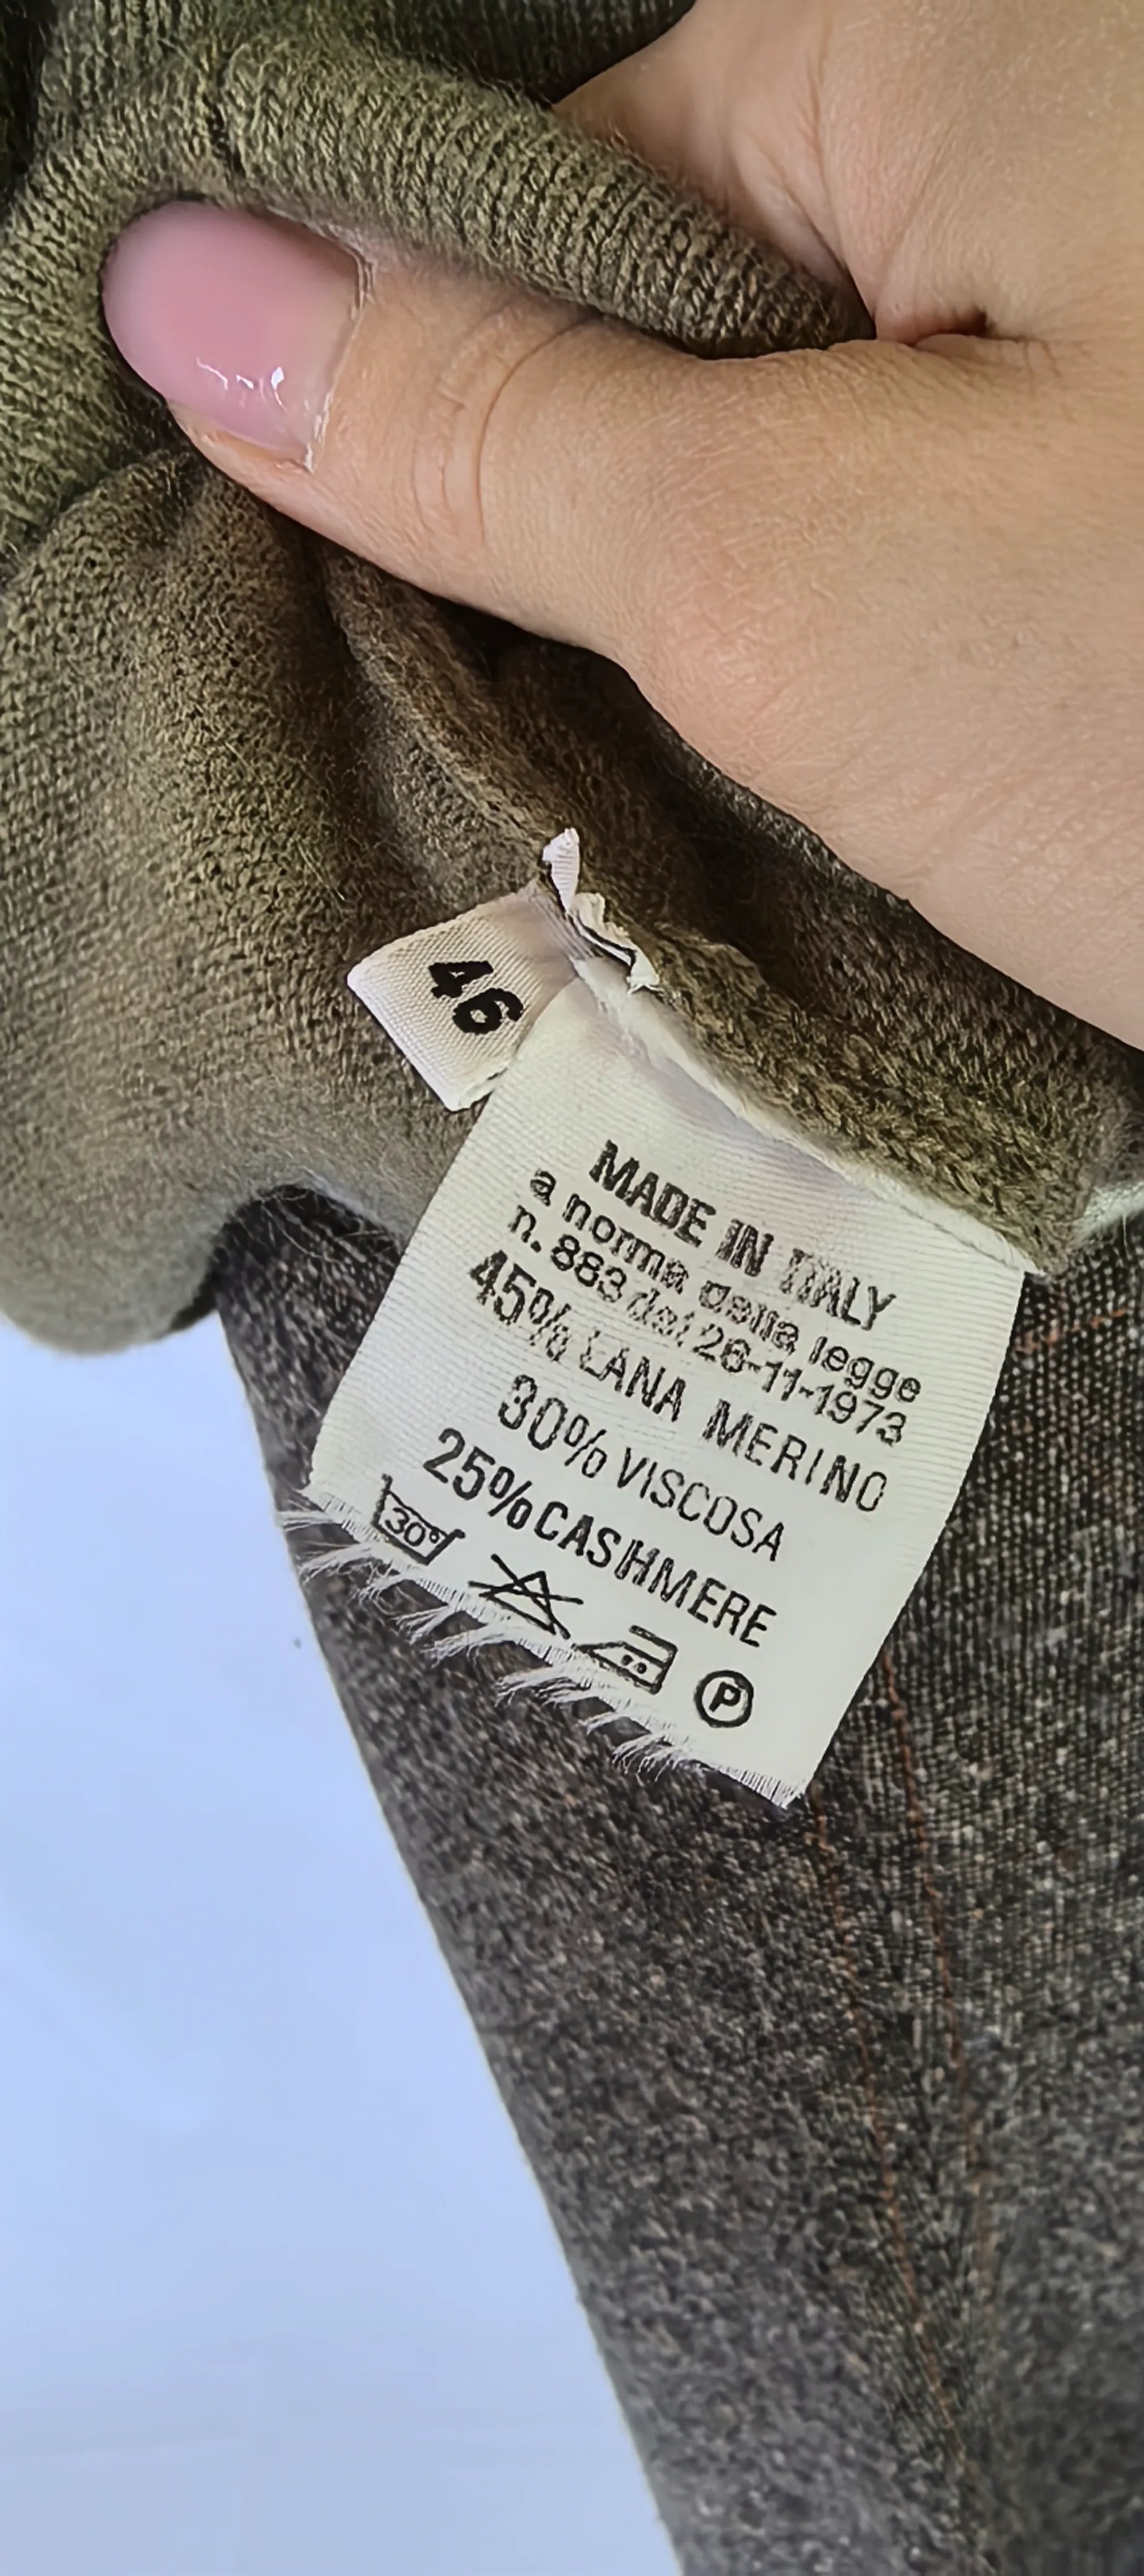 46
MADE IN ITALY
a norma della legge
n. 883 del 26-11-1973
45% LANA MERINO
30% VISCOSA
25% CASHMERE
30°
P